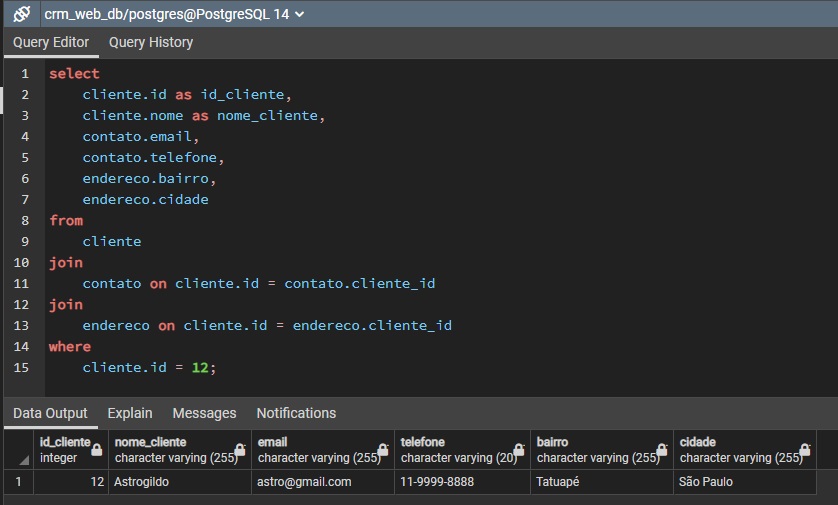 crm_web_db/postgres@PostgreSQL 14
Query Editor Query History
1 select
2 cliente.id as id_cliente,
3 cliente.nome as nome_cliente,
4 contato.email,
5 contato.telefone,
6 endereco.bairro,
7 endereco.cidade
8 from
9 cliente
10 join
11 contato on cliente.id = contato.cliente_id
12 join
13 endereco on cliente.id = endereco.cliente_id
14 where
15 cliente.id = 12;
Data Output Explain Messages Notifications
id_cliente nome_cliente email telefone bairro cidade
integer character varying (255) character varying (255) character varying (20) character varying (255) character varying (255)
1 12 Astrogildo astro@gmail.com 11-9999-8888 Tatuapé São Paulo